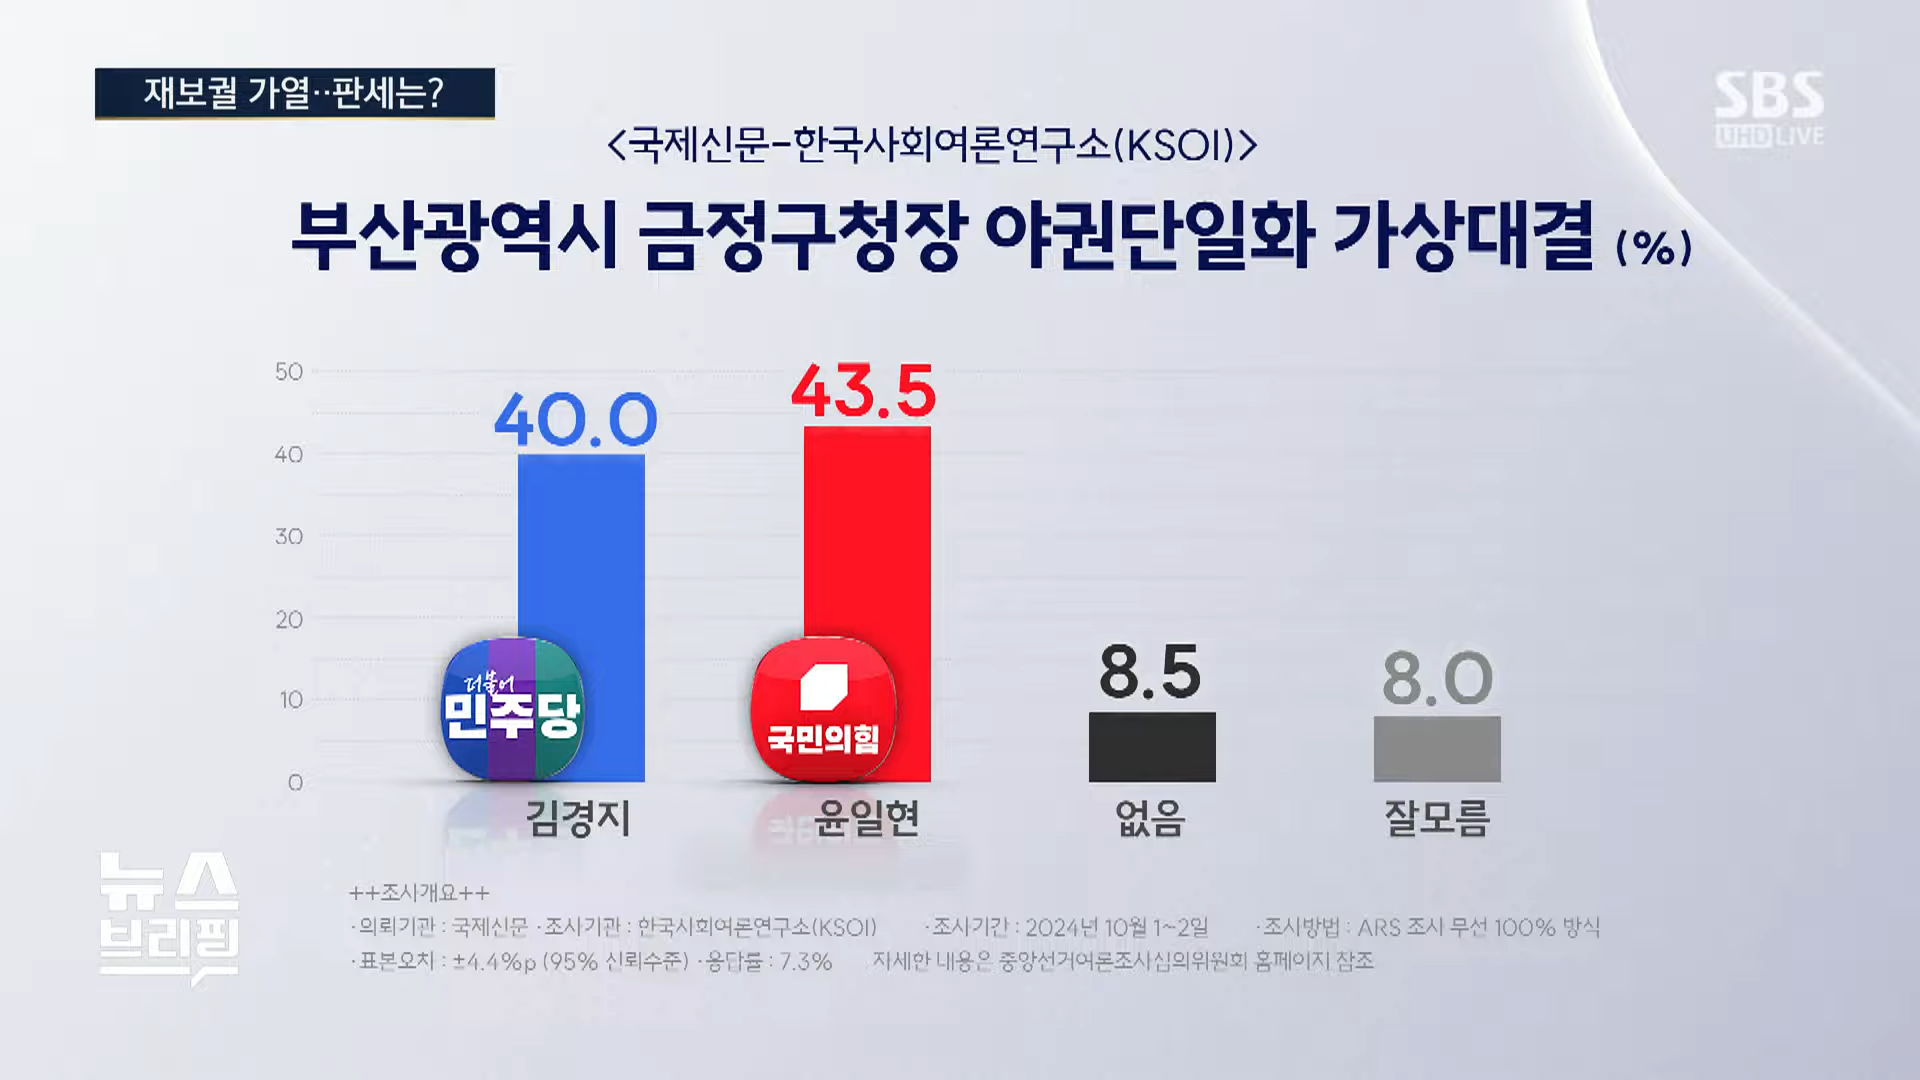 재보궐 가열‥판세는?
SBS
UHD LIVE
<국제신문-한국사회여론연구소(KSOI)>
부산광역시 금정구청장 야권단일화 가상대결 (%)
50
40
30
20
10
0
40.0
43.5
8.5
8.0
더불어
민주당
국민의힘
김경지
윤일현
없음
잘모름
뉴스
브리핑
++조사개요++
·의뢰기관 : 국제신문 ·조사기관 : 한국사회여론연구소(KSOI) ·조사기간 : 2024년 10월 1~2일 ·조시방법 : ARS 조시 무선 100% 방식
·표본오차 : ±4.4%p (95% 신뢰수준) ·응답률 : 7.3% 자세한 내용은 중앙선거여론조사심의위원회 홈페이지 참조